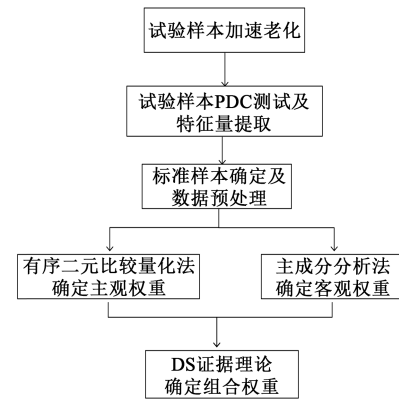 试验样本加速老化
试验样本PDC测试及
特征量提取
标准样本确定及
数据预处理
有序二元比较量化法
确定主观权重
主成分分析法
确定客观权重
DS证据理论
确定组合权重